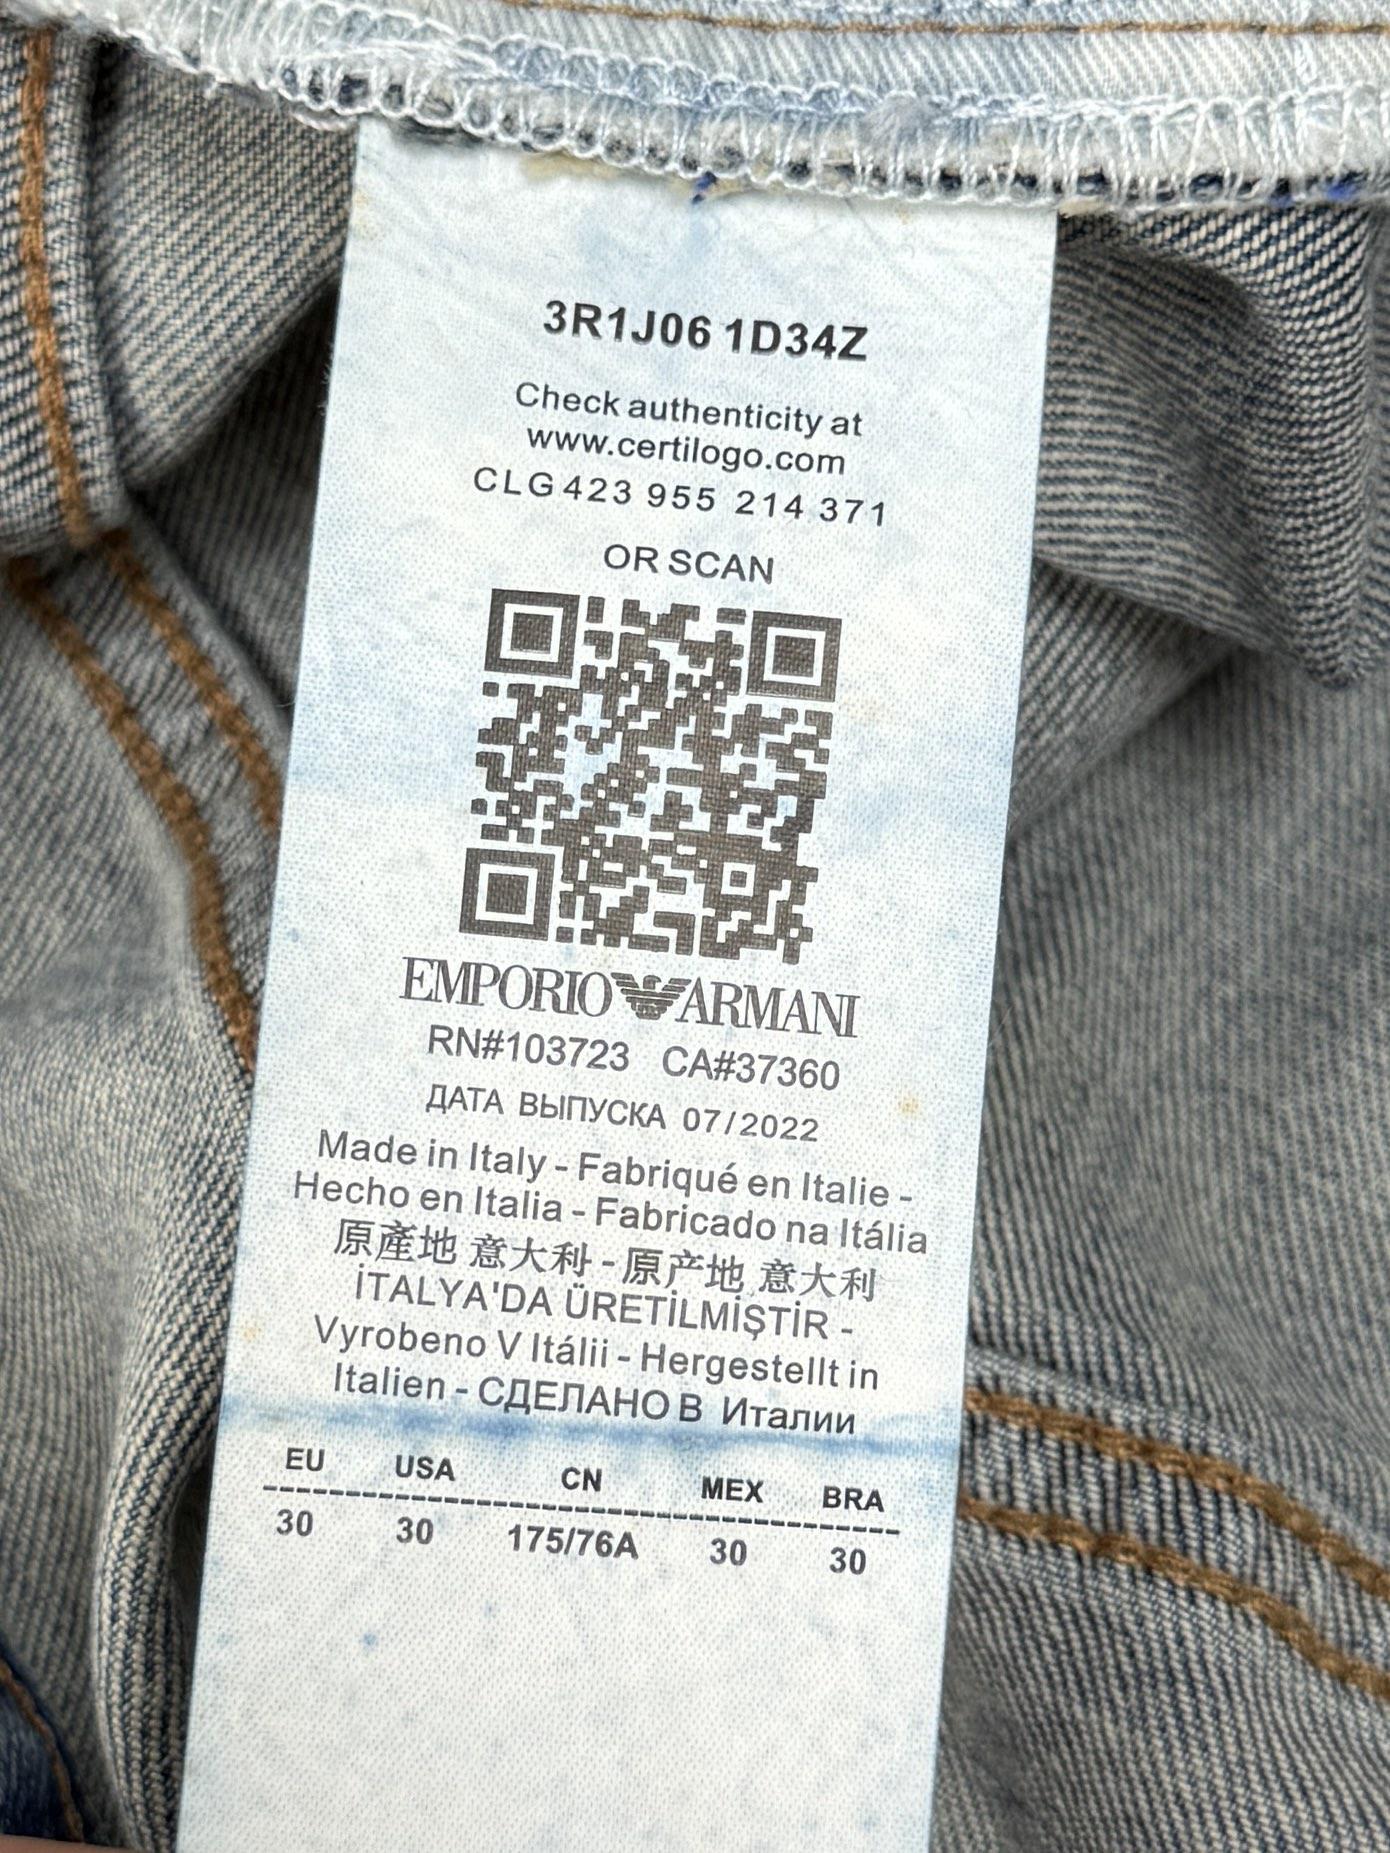 3R1J06 1D34Z
Check authenticity at
www.certilogo.com
CLG 423 955 214 371
OR SCAN
EMPORIO ARMANI
RN#103723 CA#37360
ДАТА ВЫПУСКА 07/2022
Made in Italy - Fabriqué en Italie -
Hecho en Italia - Fabricado na Itália
原產地 意大利 - 原产地 意大利
İTALYA'DA ÜRETİLMİŞTİR -
Vyrobeno V Itálii - Hergestellt in
Italien - СДЕЛАНО В Италии
EU USA CN MEX BRA
30 30 175/76A 30 30